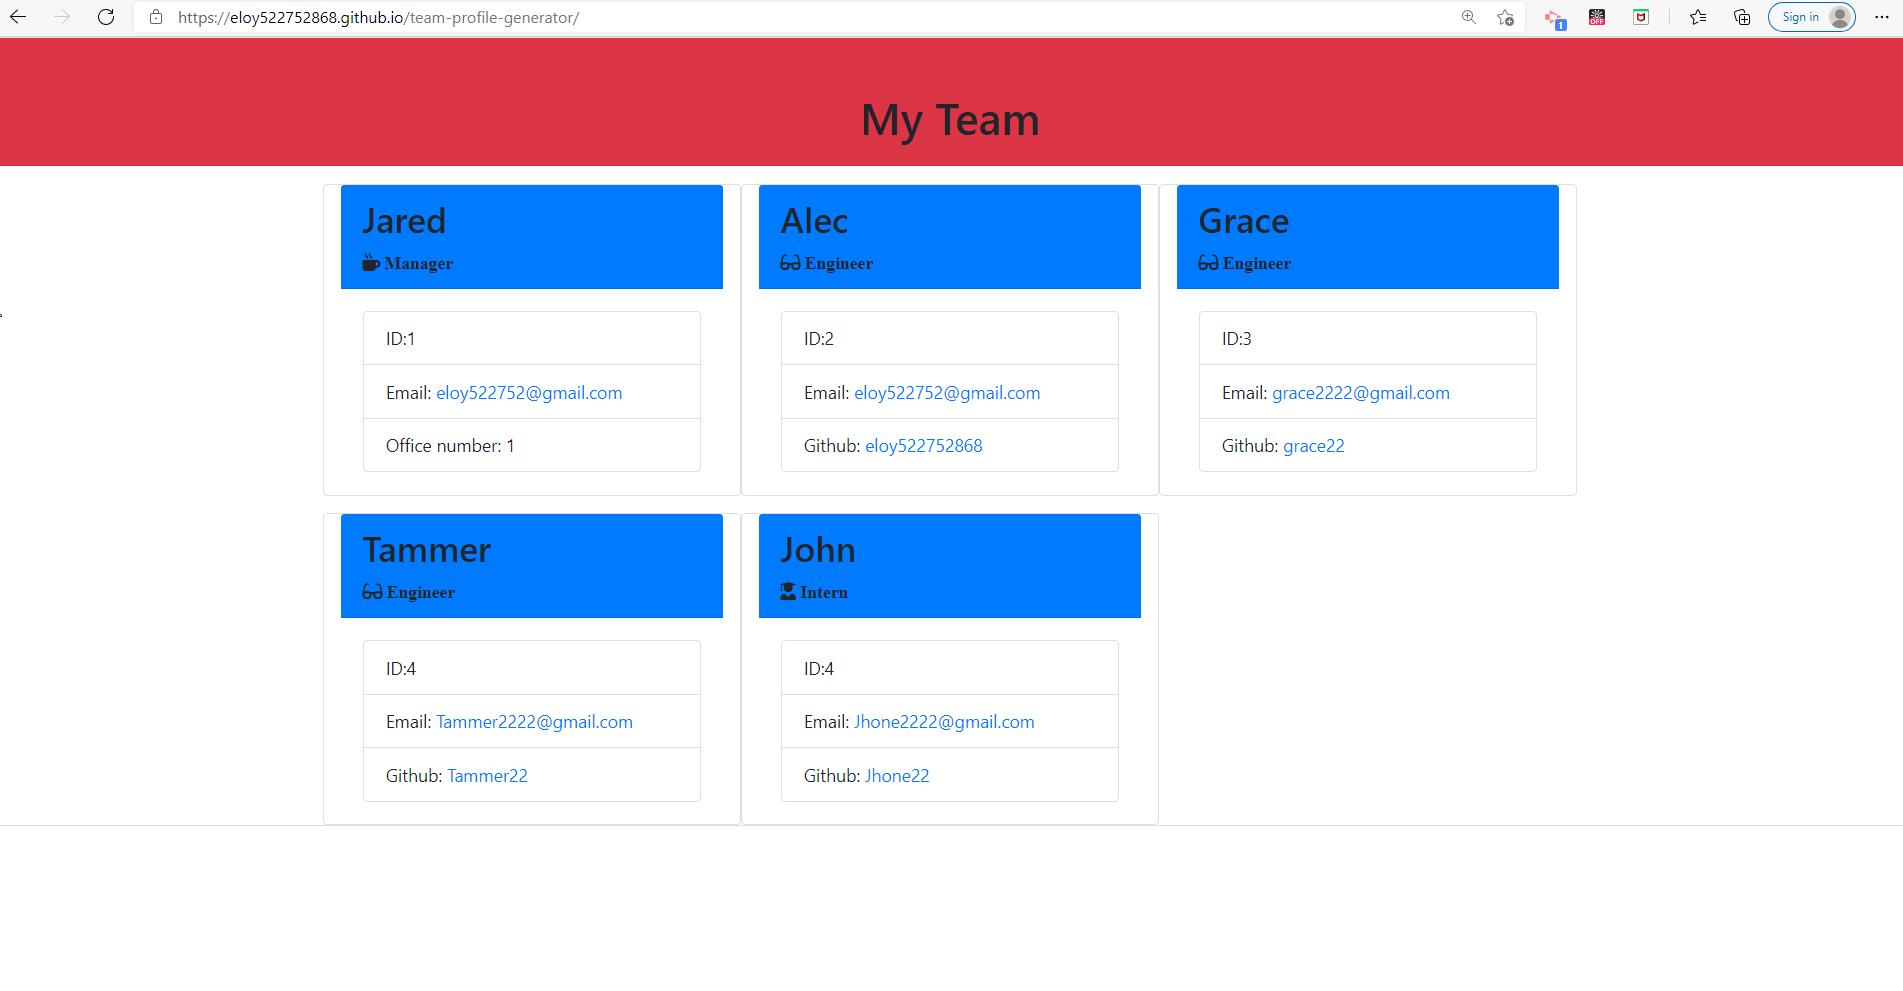 https://eloy522752868.github.io/team-profile-generator/
OFF
1
Sign in
My Team
Jared
Manager
ID:1
Email: eloy522752@gmail.com
Office number: 1
Alec
Engineer
ID:2
Email: eloy522752@gmail.com
Github: eloy522752868
Grace
Engineer
ID:3
Email: grace2222@gmail.com
Github: grace22
Tammer
Engineer
ID:4
Email: Tammer2222@gmail.com
Github: Tammer22
John
Intern
ID:4
Email: Jhone2222@gmail.com
Github: Jhone22